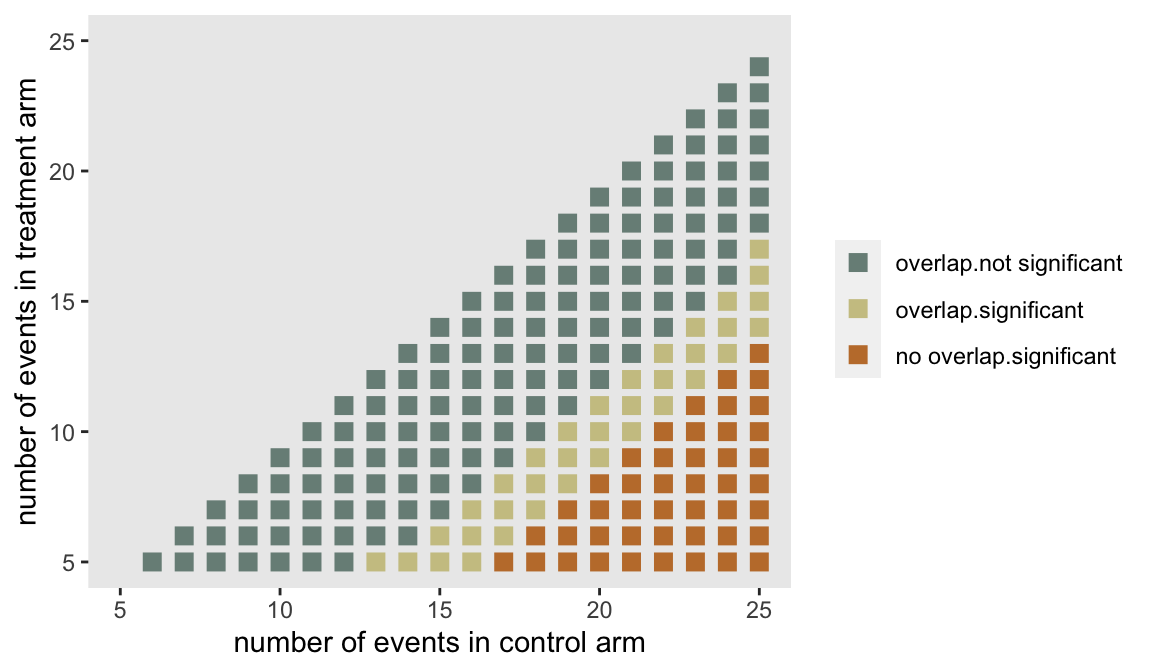 number of events in treatment arm
25
20
15
10
5
5 10 15 20 25
number of events in control arm
overlap.not significant
overlap.significant
no overlap.significant